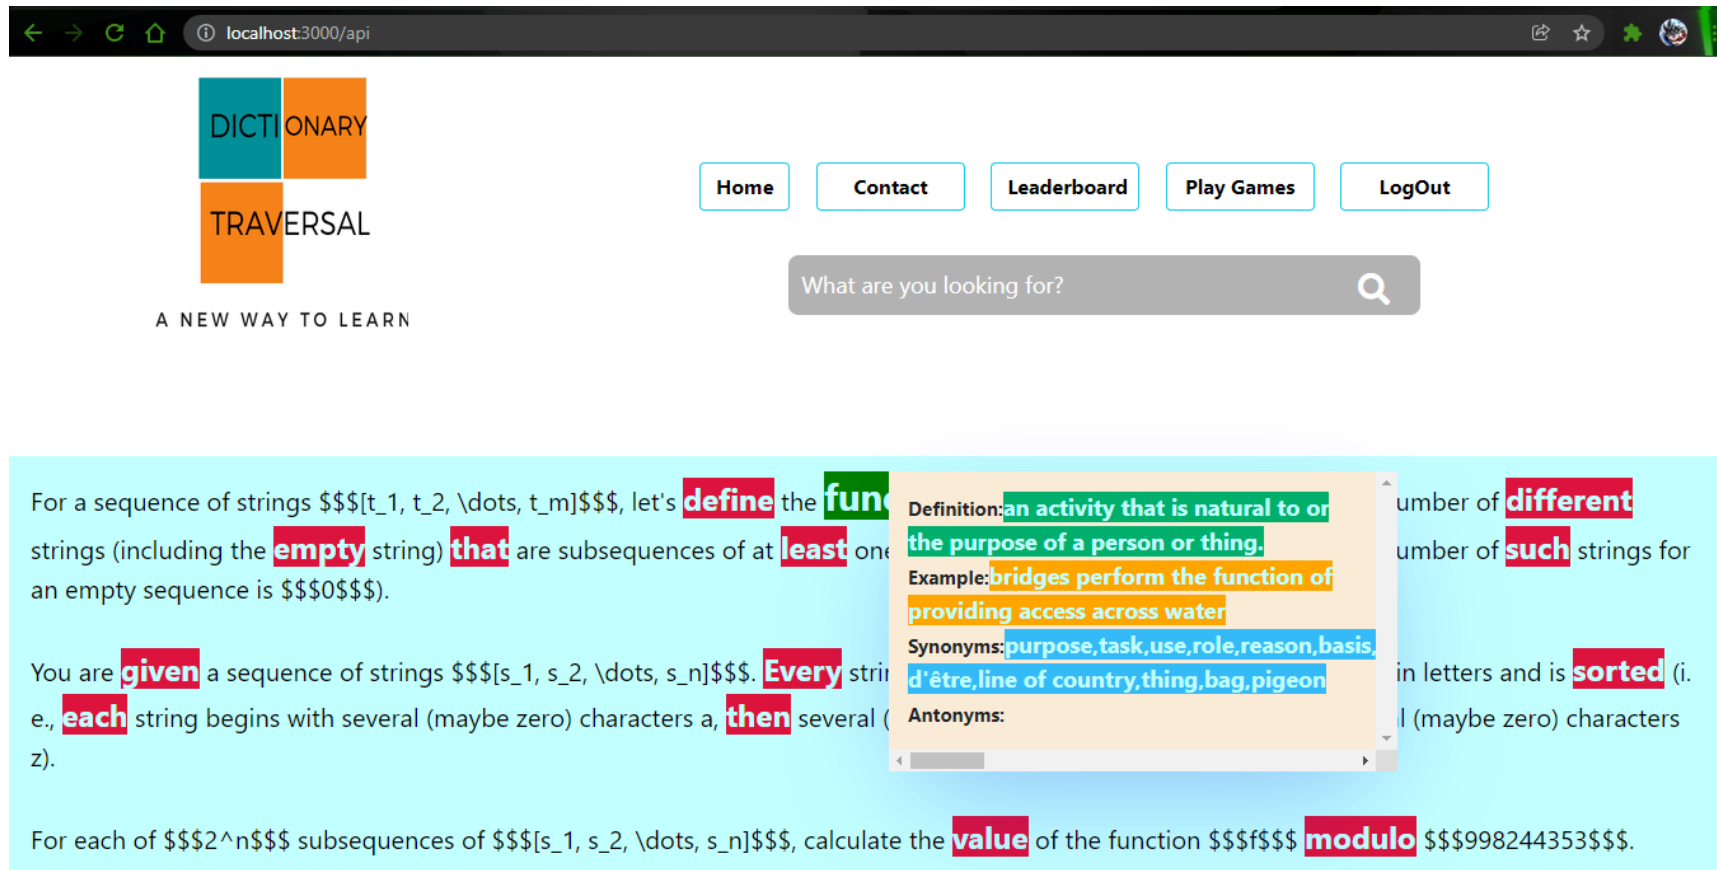 localhost:3000/api
DICTIONARY
TRAVERSAL
A NEW WAY TO LEARN
Home Contact Leaderboard Play Games LogOut
What are you looking for?
For a sequence of strings $$$[t_1, t_2, \dots, t_m]$$$, let's define the func umber of different
strings (including the empty string) that are subsequences of at least one umber of such strings for
an empty sequence is $$$0$$$).
You are given a sequence of strings $$$[s_1, s_2, \dots, s_n]$$$. Every strin in letters and is sorted (i.
e., each string begins with several (maybe zero) characters a, then several ( l (maybe zero) characters
z).
For each of $$$2^n$$$ subsequences of $$$[s_1, s_2, \dots, s_n]$$$, calculate the value of the function $$$f$$$ modulo $$$998244353$$$.
Definition:an activity that is natural to or
the purpose of a person or thing.
Example:bridges perform the function of
providing access across water
Synonyms:purpose,task,use,role,reason,basis,
d'être,line of country,thing,bag,pigeon
Antonyms: